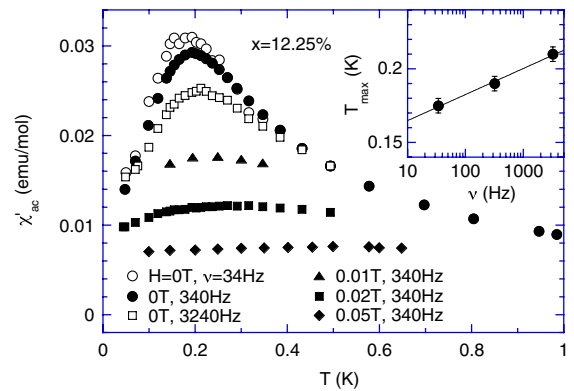 0.03
0.02
0.01
0
χ'ac (emu/mol)
x=12.25%
0.2
0.15
Tmax (K)
10 100 1000
ν (Hz)
H=0T, ν=34Hz
0T, 340Hz
0T, 3240Hz
0.01T, 340Hz
0.02T, 340Hz
0.05T, 340Hz
0 0.2 0.4 0.6 0.8 1
T (K)